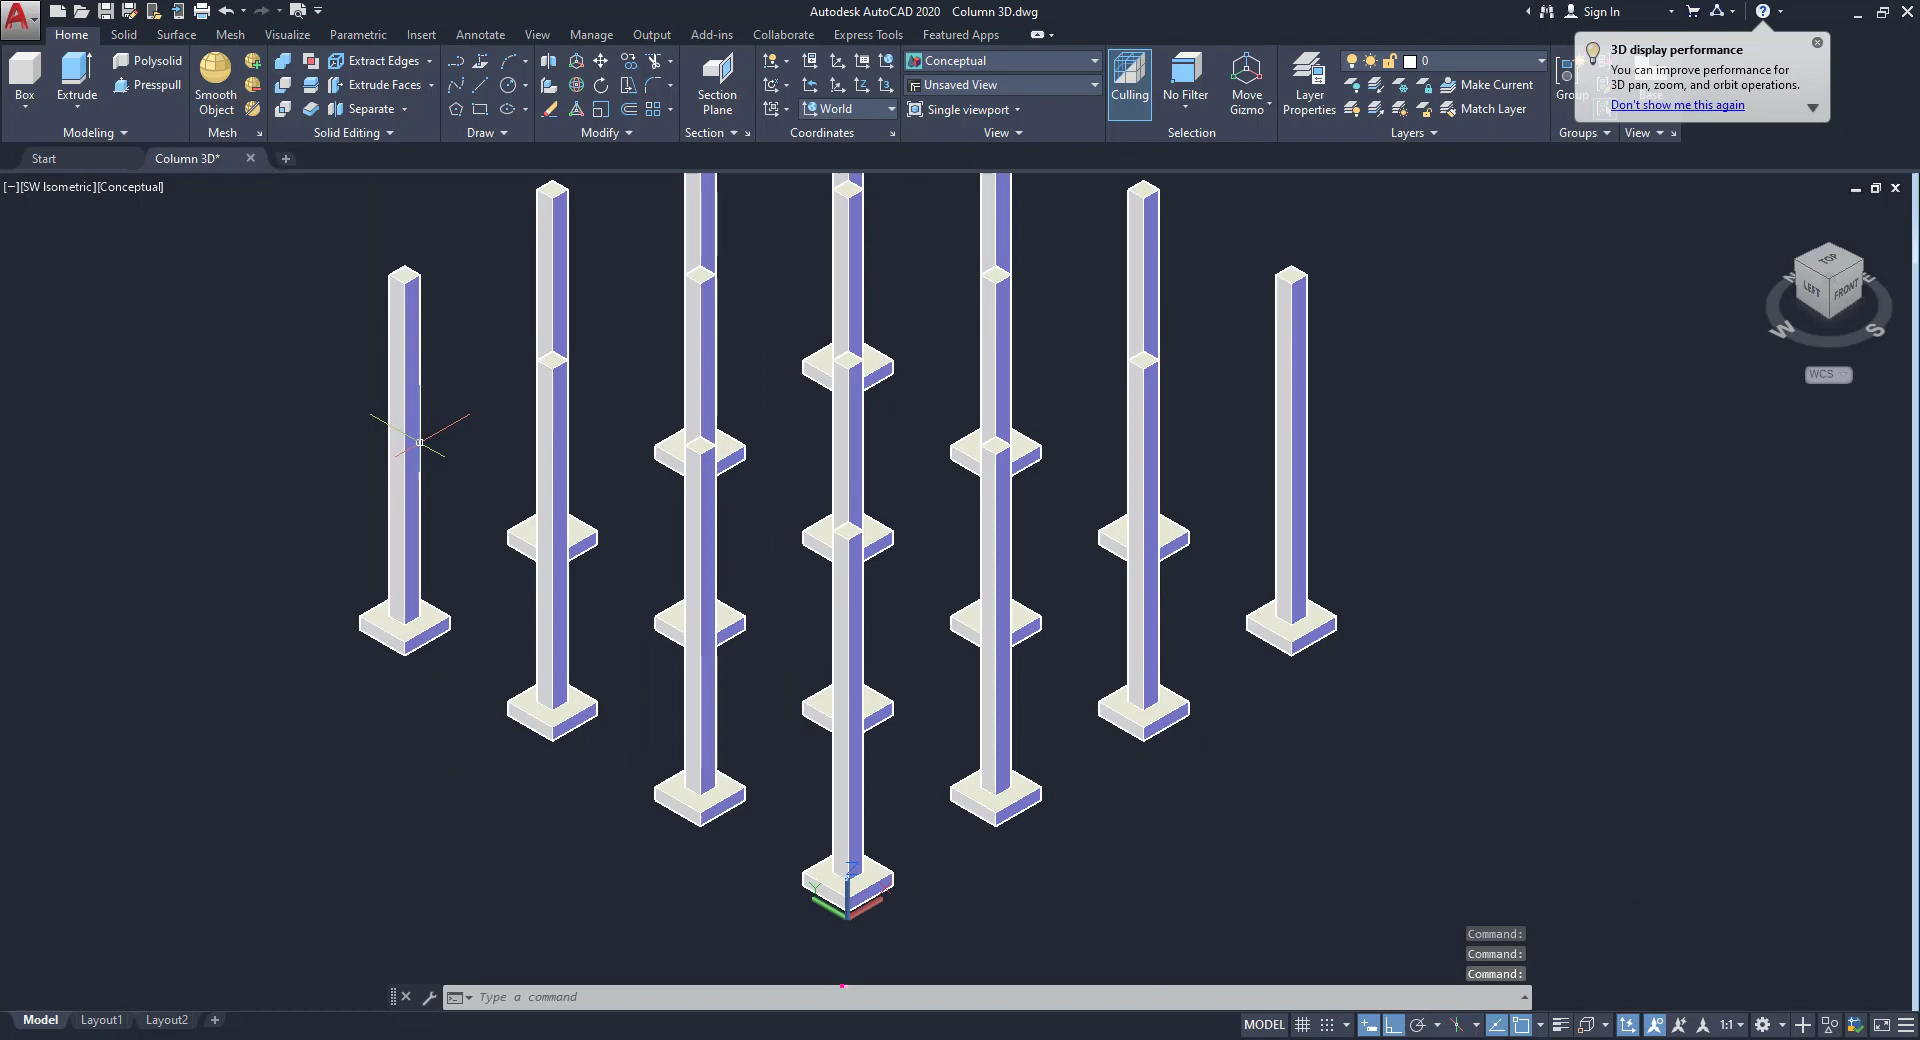 Autodesk AutoCAD 2020 Column 3D.dwg
Sign In
Home Solid Surface Mesh Visualize Parametric Insert Annotate View Manage Output Add-ins Collaborate Express Tools Featured Apps
Box
Extrude
Polysolid
Presspull
Modeling
Smooth
Object
Mesh
Extract Edges
Extrude Faces
Separate
Solid Editing
Draw
Modify
Section
Plane
Section
World
Coordinates
Conceptual
Unsaved View
Single viewport
View
Culling
No Filter
Move
Gizmo
Selection
Layer
Properties
0
Make Current
Match Layer
Layers
Group
Groups
Base
View
3D display performance
You can improve performance for
3D pan, zoom, and orbit operations.
Don't show me this again
Start
Column 3D*
[−][SW Isometric][Conceptual]
TOP
LEFT
FRONT
N
E
W
S
WCS
Z
Y
Command:
Command:
Command:
Type a command
Model Layout1 Layout2
MODEL
1:1